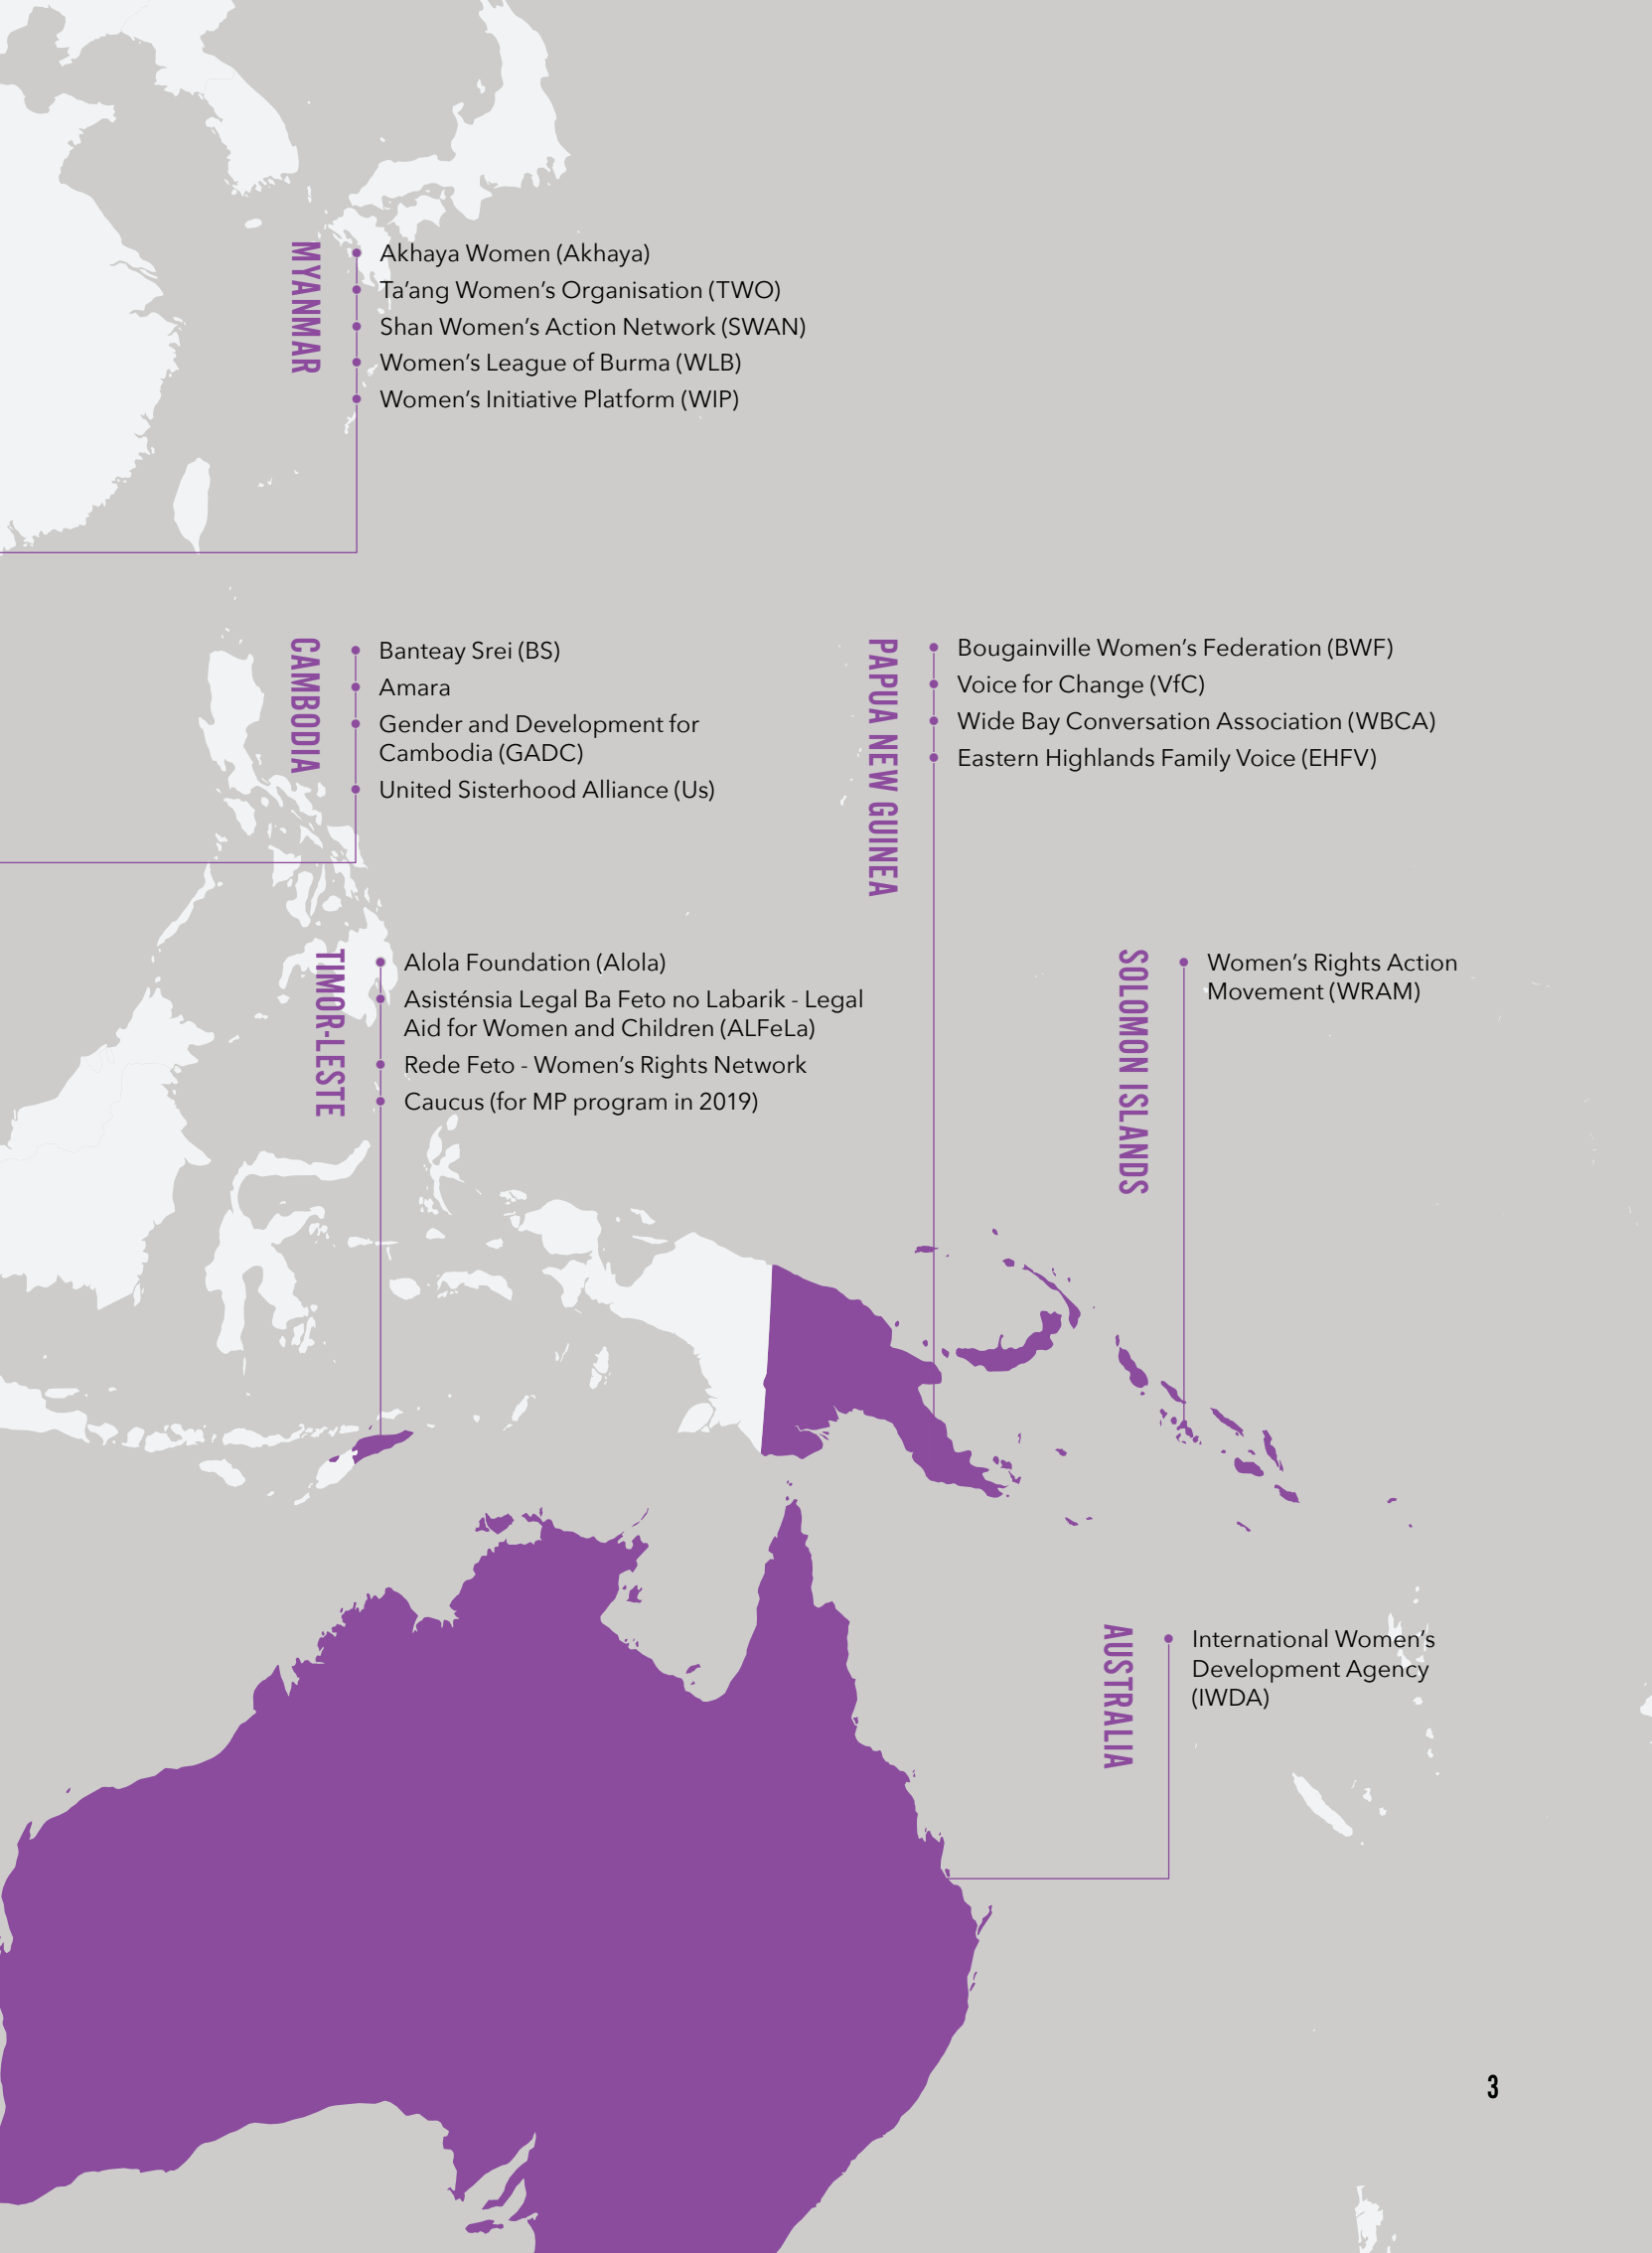 MYANMAR
Akhaya Women (Akhaya)
Ta’ang Women’s Organisation (TWO)
Shan Women’s Action Network (SWAN)
Women’s League of Burma (WLB)
Women’s Initiative Platform (WIP)
CAMBODIA
Banteay Srei (BS)
Amara
Gender and Development for
Cambodia (GADC)
United Sisterhood Alliance (Us)
PAPUA NEW GUINEA
Bougainville Women’s Federation (BWF)
Voice for Change (VfC)
Wide Bay Conversation Association (WBCA)
Eastern Highlands Family Voice (EHFV)
TIMOR-LESTE
Alola Foundation (Alola)
Asisténsia Legal Ba Feto no Labarik - Legal
Aid for Women and Children (ALFeLa)
Rede Feto - Women’s Rights Network
Caucus (for MP program in 2019)
SOLOMON ISLANDS
Women’s Rights Action
Movement (WRAM)
AUSTRALIA
International Women’s
Development Agency
(IWDA)
3